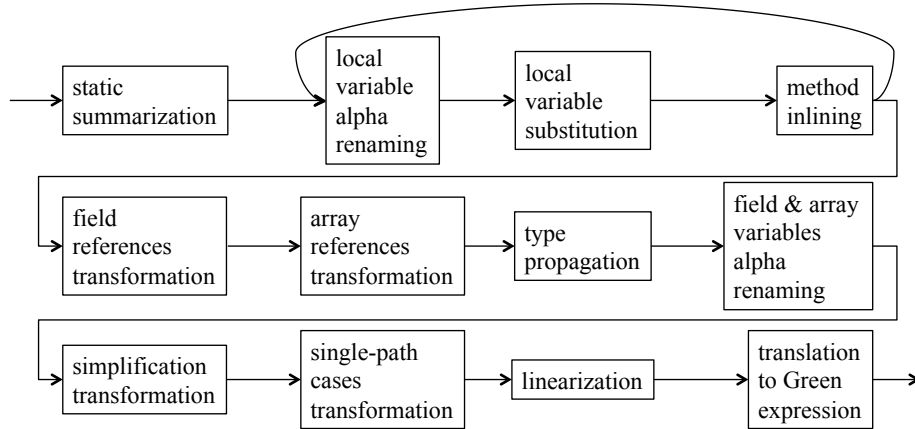 static
summarization
local
variable
alpha
renaming
local
variable
substitution
method
inlining
field
references
transformation
array
references
transformation
type
propagation
field & array
variables
alpha
renaming
simplification
transformation
single-path
cases
transformation
linearization
translation
to Green
expression